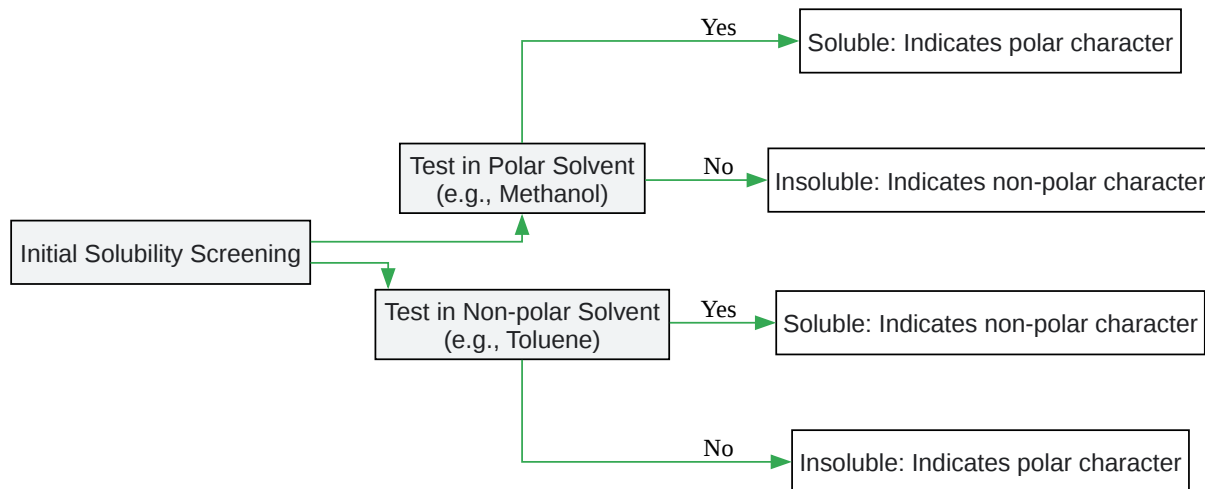 Yes
Soluble: Indicates polar character
Test in Polar Solvent
(e.g., Methanol)
No
Insoluble: Indicates non-polar character
Initial Solubility Screening
Test in Non-polar Solvent
(e.g., Toluene)
Yes
Soluble: Indicates non-polar character
No
Insoluble: Indicates polar character